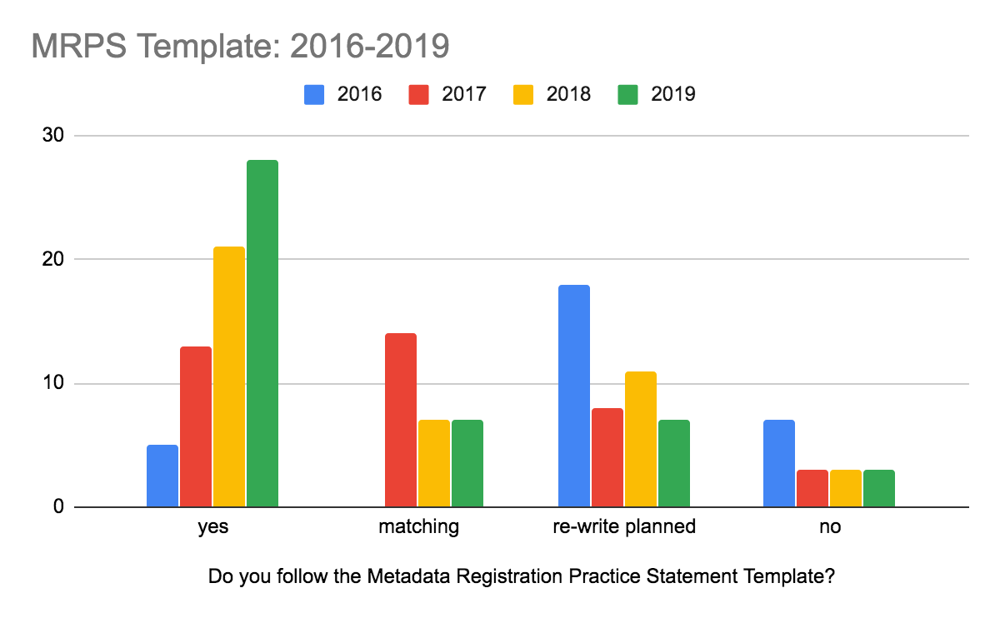 MRPS Template: 2016-2019
2016 2017 2018 2019
30
20
10
0
yes matching re-write planned no
Do you follow the Metadata Registration Practice Statement Template?